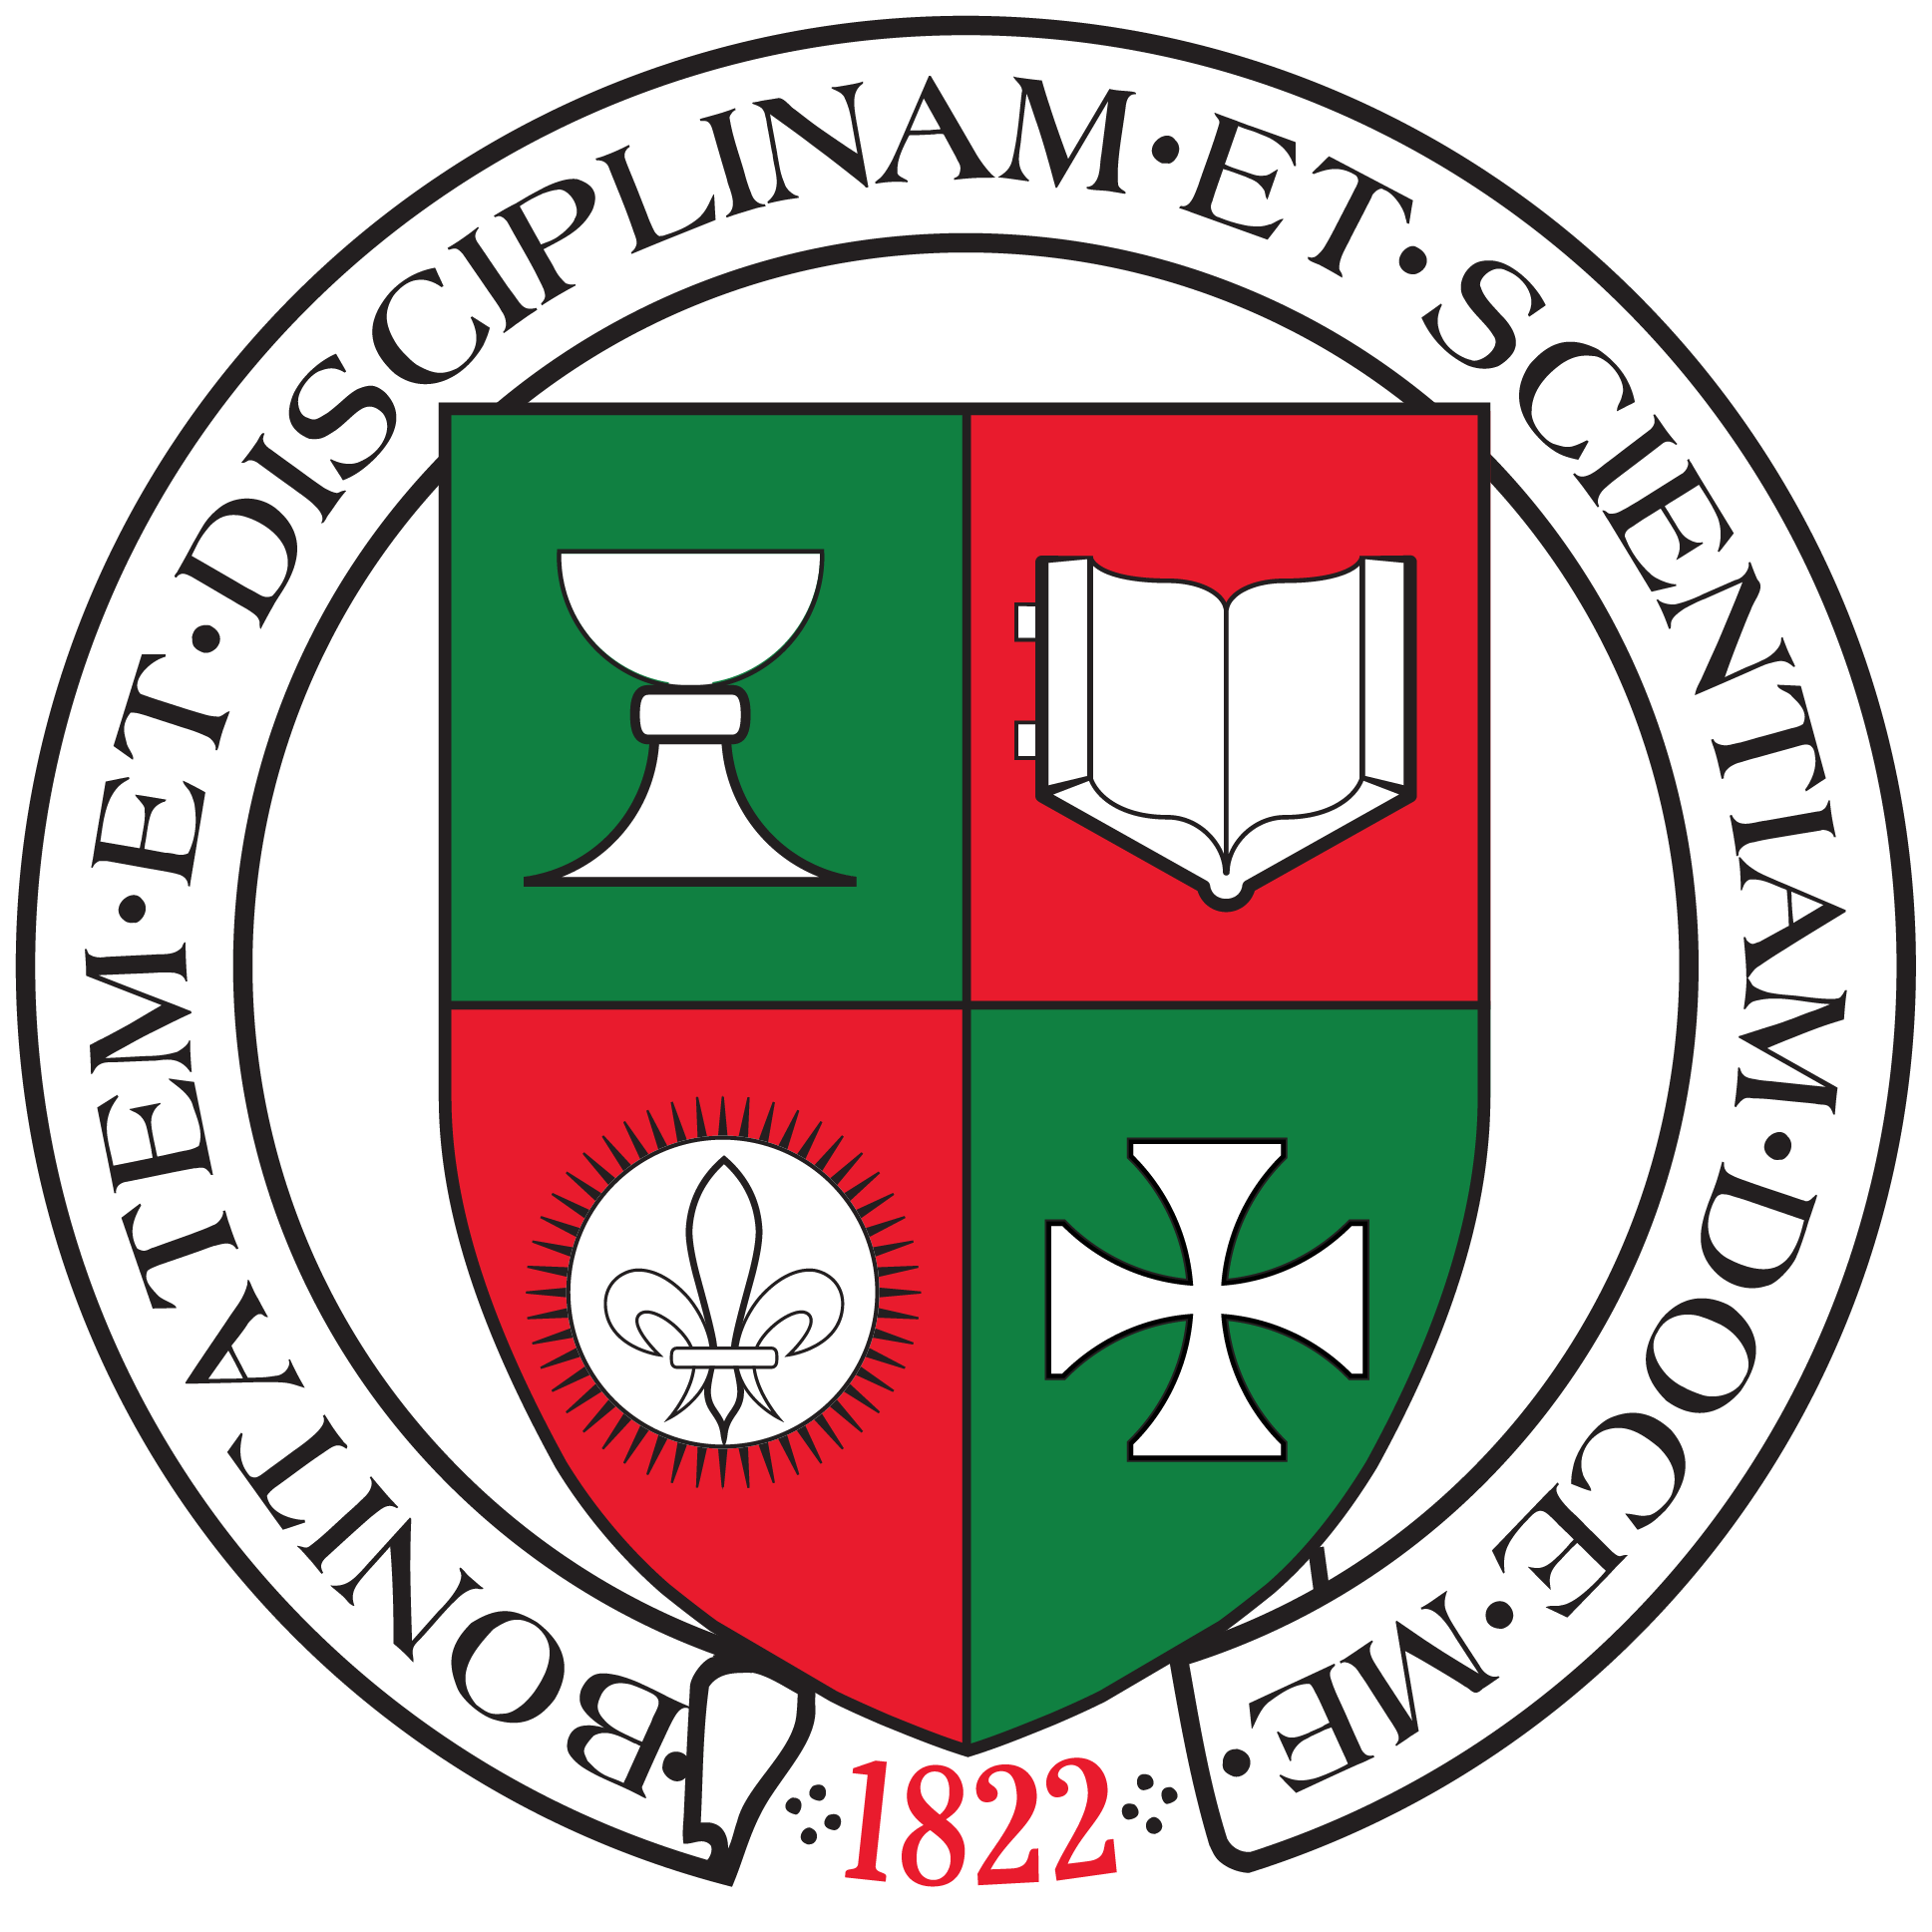 BONITATEM · ET · DISCIPLINAM · ET · SCIENTIAM · DOCE · ME ·
1822